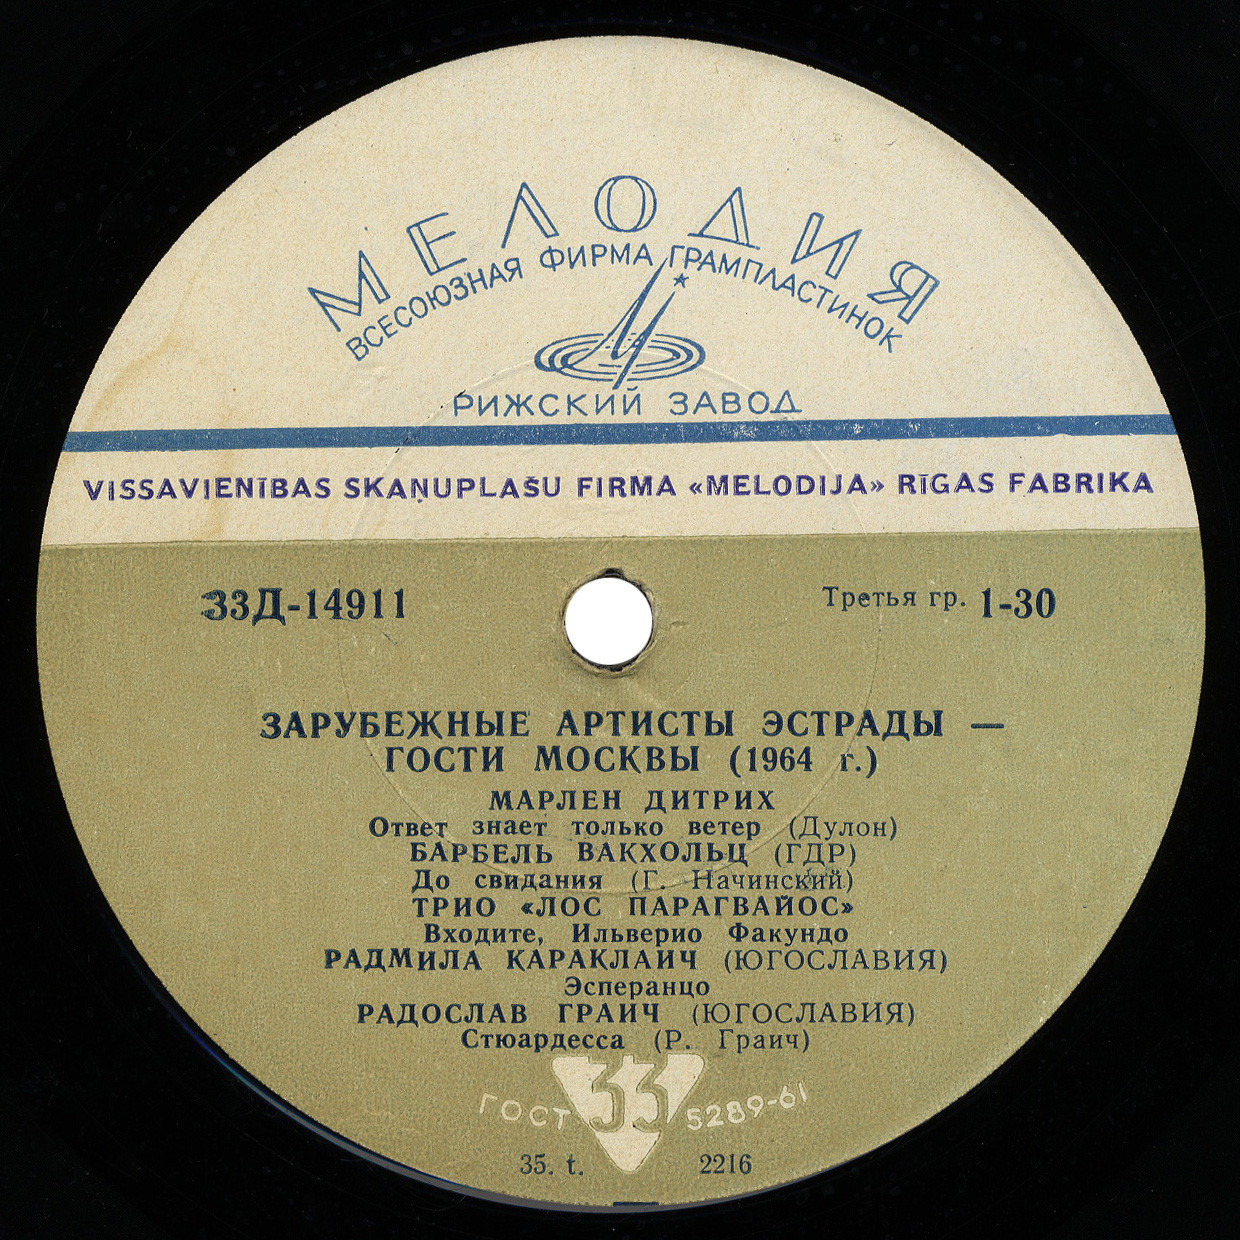 МЕЛОДИЯ
ВСЕСОЮЗНАЯ ФИРМА ГРАМПЛАСТИНОК
РИЖСКИЙ ЗАВОД
VISSAVIENĪBAS SKAŅUPLAŠU FIRMA «MELODIJA» RĪGAS FABRIKA
33Д-14911
Третья гр. 1-30
ЗАРУБЕЖНЫЕ АРТИСТЫ ЭСТРАДЫ —
ГОСТИ МОСКВЫ (1964 г.)
МАРЛЕН ДИТРИХ
Ответ знает только ветер (Дулон)
БАРБЕЛЬ ВАКХОЛЬЦ (ГДР)
До свидания (Г. Начинский)
ТРИО «ЛОС ПАРАГВАЙОС»
Входите, Ильверио Факундо
РАДМИЛА КАРАКЛАИЧ (ЮГОСЛАВИЯ)
Эсперанцо
РАДОСЛАВ ГРАИЧ (ЮГОСЛАВИЯ)
Стюардесса (Р. Граич)
ГОСТ 33 5289-61
35. t. 2216